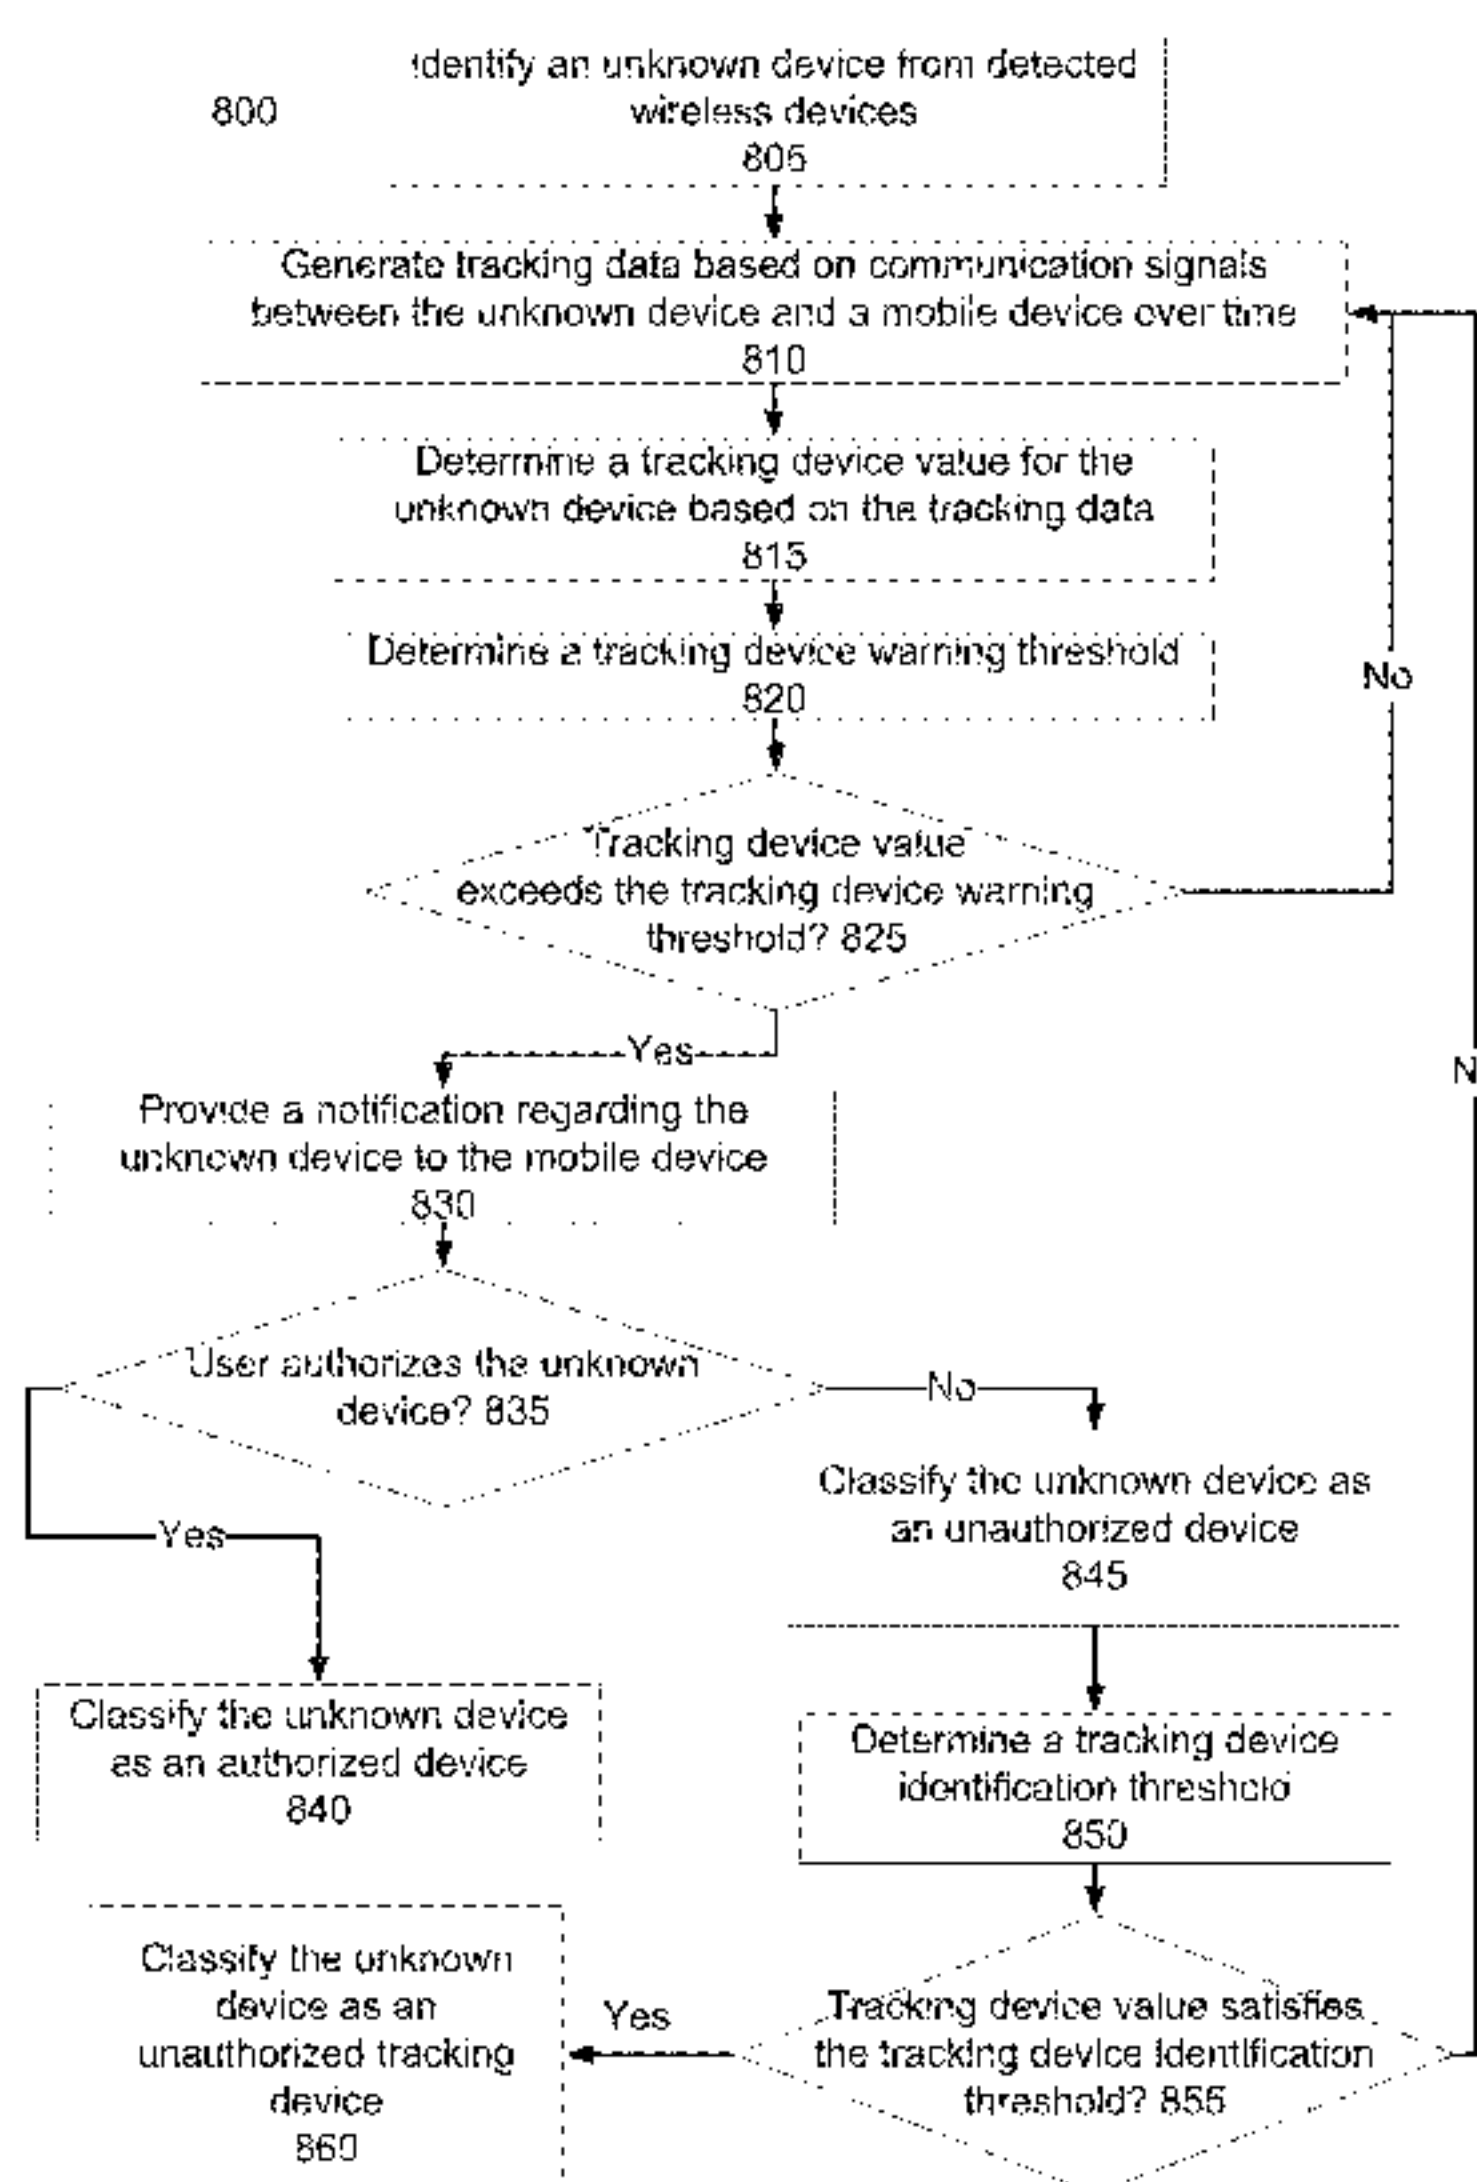 Identify an unknown device from detected
800
wireless devices
805
Generate tracking data based on communication signals
between the unknown device and a mobile device over time
810
Determine a tracking device value for the
unknown device based on the tracking data
815
Determine a tracking device warning threshold
820
No
Tracking device value
exceeds the tracking device warning
threshold? 825
Yes
Provide a notification regarding the
unknown device to the mobile device
830
User authorizes the unknown
device? 835
No
Yes
Classify the unknown device as
an unauthorized device
845
Classify the unknown device
as an authorized device
840
Determine a tracking device
identification threshold
850
Classify the unknown
device as an
unauthorized tracking
device
860
Yes
Tracking device value satisfies
the tracking device identification
threshold? 855